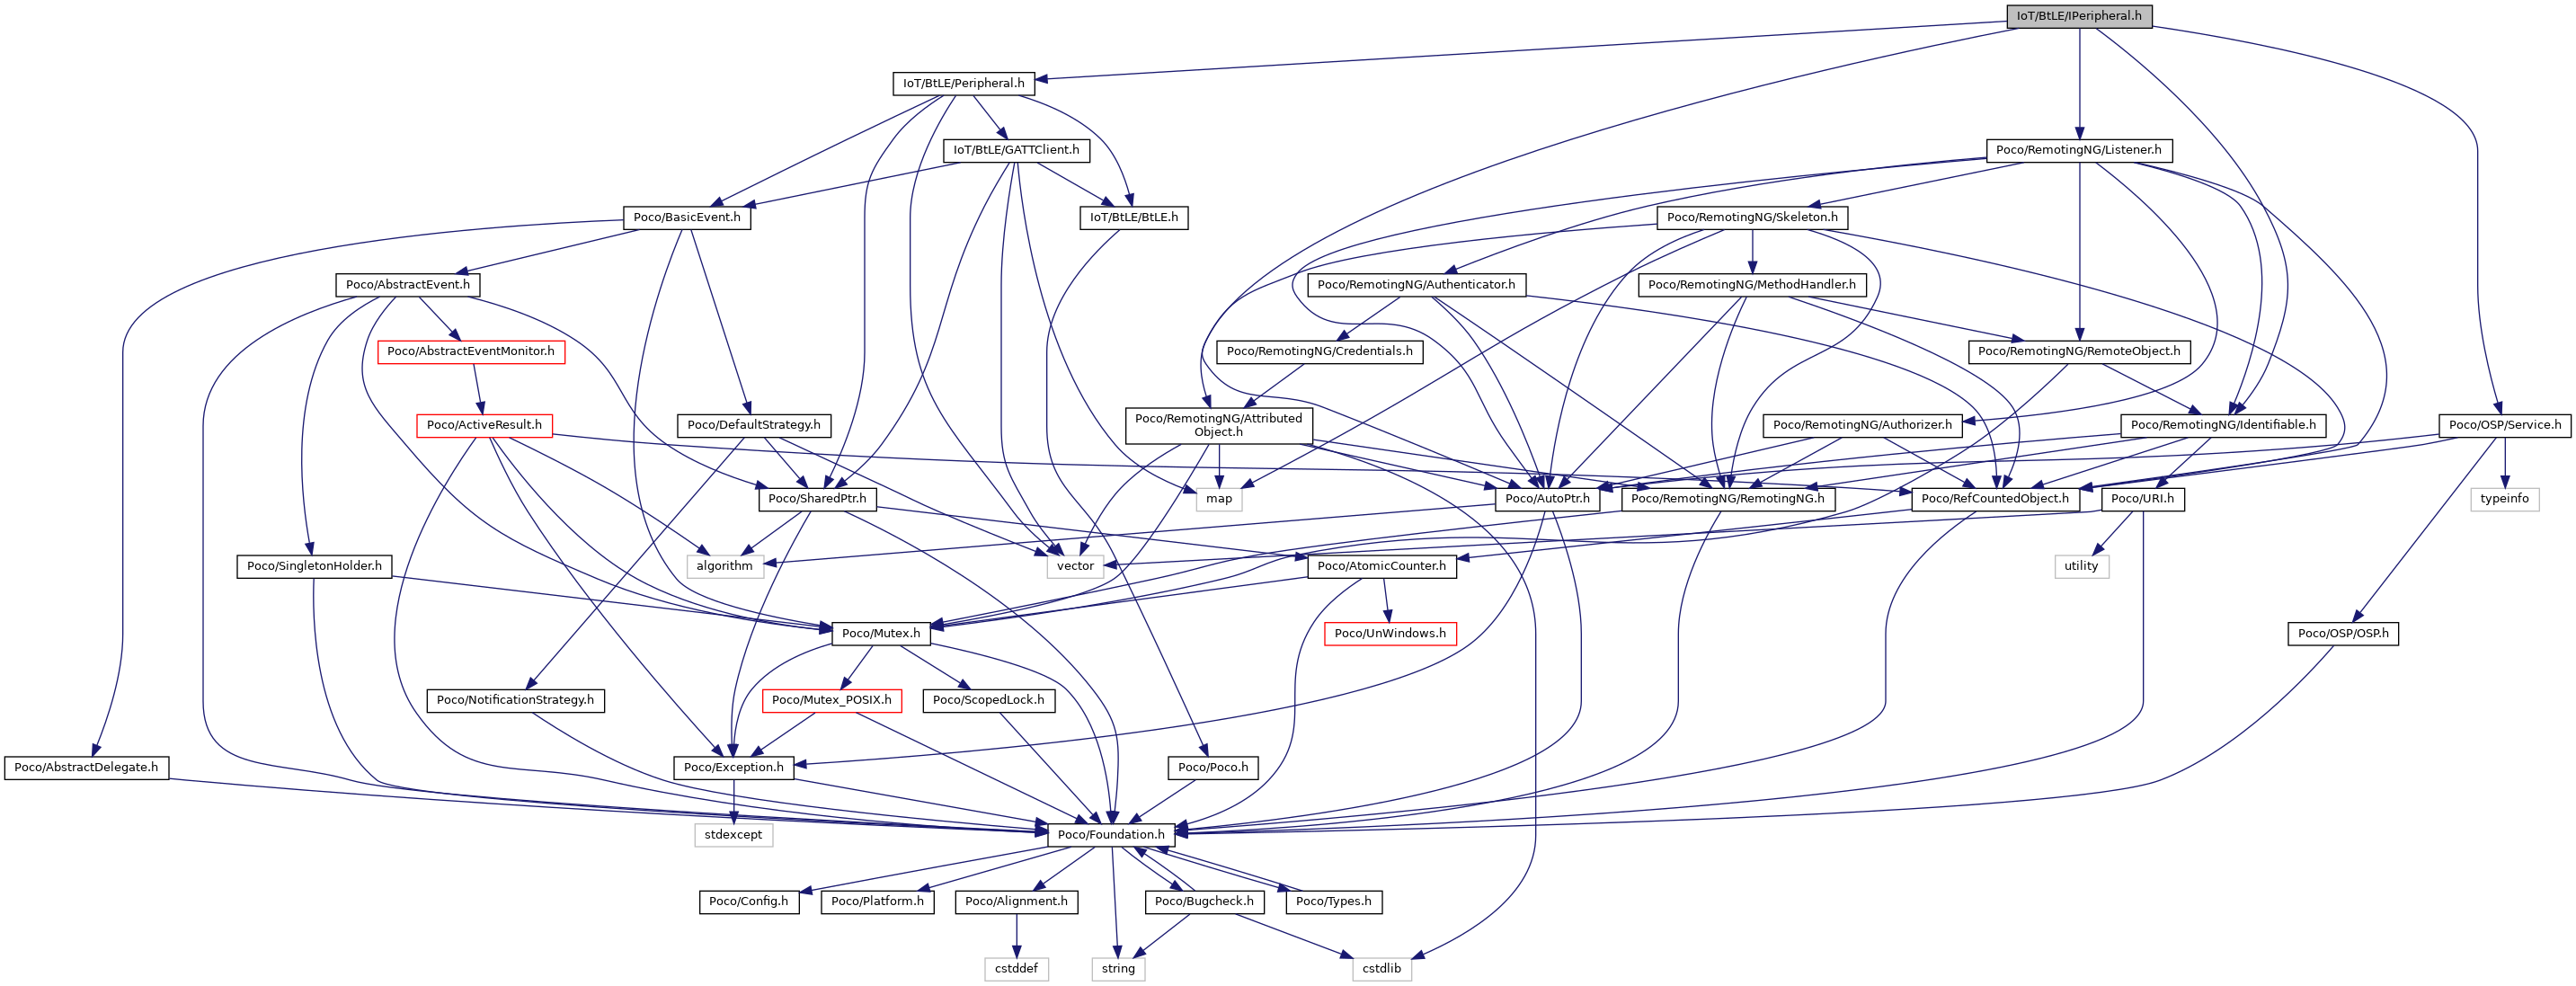 IoT/BtLE/IPeripheral.h
IoT/BtLE/Peripheral.h
IoT/BtLE/GATTClient.h
Poco/RemotingNG/Listener.h
Poco/BasicEvent.h
IoT/BtLE/BtLE.h
Poco/RemotingNG/Skeleton.h
Poco/AbstractEvent.h
Poco/RemotingNG/Authenticator.h
Poco/RemotingNG/MethodHandler.h
Poco/AbstractEventMonitor.h
Poco/RemotingNG/Credentials.h
Poco/RemotingNG/RemoteObject.h
Poco/ActiveResult.h
Poco/DefaultStrategy.h
Poco/RemotingNG/Attributed
Object.h
Poco/RemotingNG/Authorizer.h
Poco/RemotingNG/Identifiable.h
Poco/OSP/Service.h
Poco/SharedPtr.h
map
Poco/AutoPtr.h
Poco/RemotingNG/RemotingNG.h
Poco/RefCountedObject.h
Poco/URI.h
typeinfo
Poco/SingletonHolder.h
algorithm
vector
Poco/AtomicCounter.h
utility
Poco/Mutex.h
Poco/UnWindows.h
Poco/OSP/OSP.h
Poco/NotificationStrategy.h
Poco/Mutex_POSIX.h
Poco/ScopedLock.h
Poco/AbstractDelegate.h
Poco/Exception.h
Poco/Poco.h
stdexcept
Poco/Foundation.h
Poco/Config.h
Poco/Platform.h
Poco/Alignment.h
Poco/Bugcheck.h
Poco/Types.h
cstddef
string
cstdlib